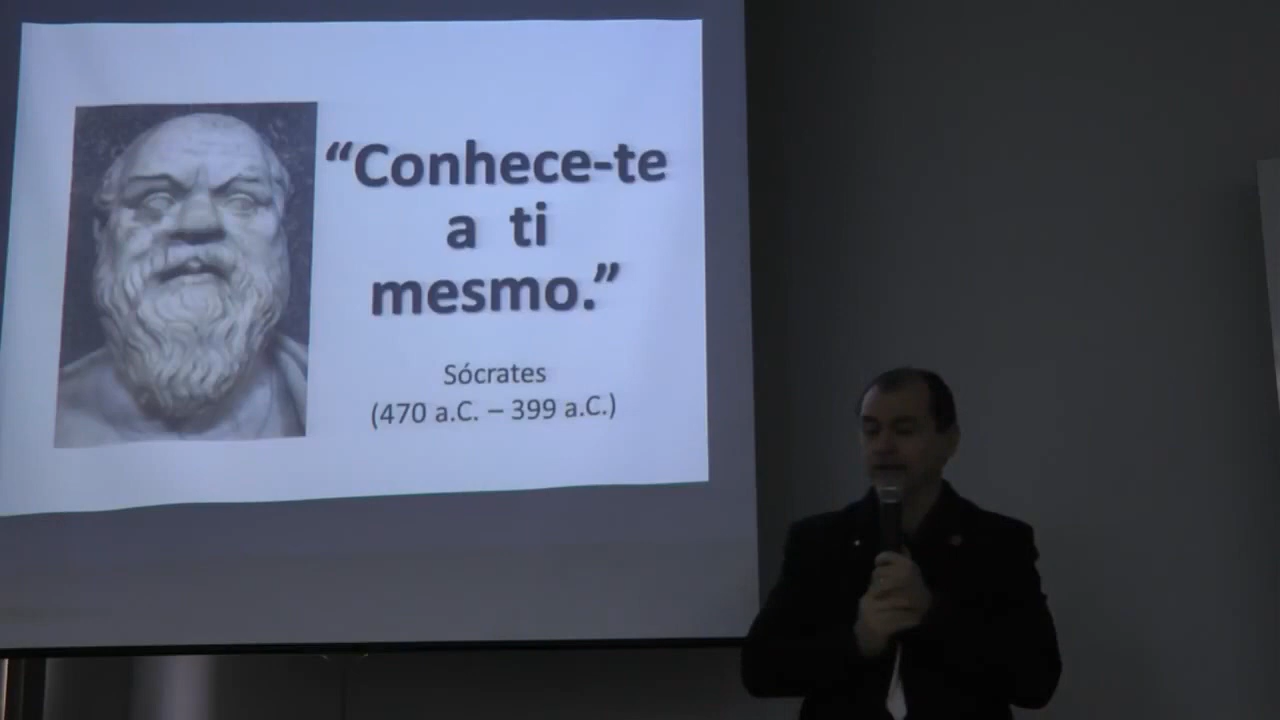 “Conhece-te
a ti
mesmo.”
Sócrates
(470 a.C. – 399 a.C.)